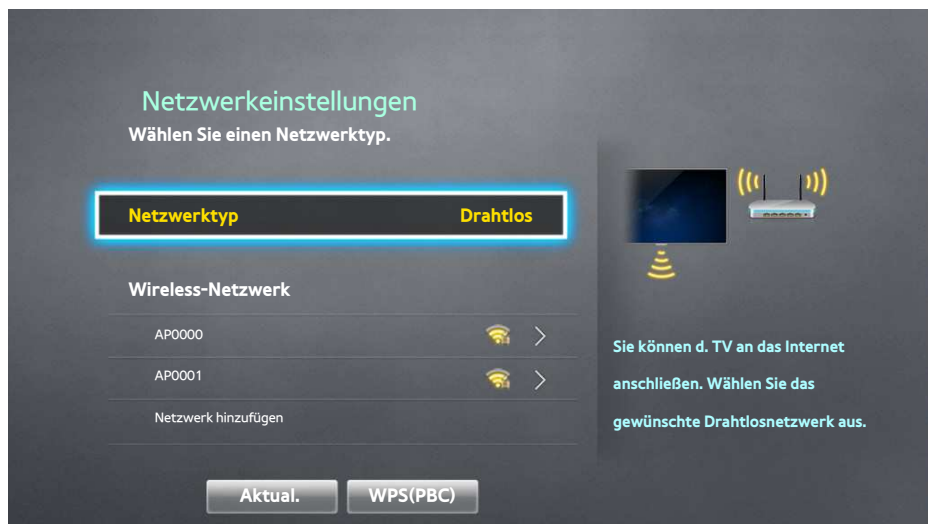 Netzwerkeinstellungen
Wählen Sie einen Netzwerktyp.
Netzwerktyp Drahtlos
Wireless-Netzwerk
AP0000
AP0001
Netzwerk hinzufügen
Sie können d. TV an das Internet
anschließen. Wählen Sie das
gewünschte Drahtlosnetzwerk aus.
Aktual. WPS(PBC)